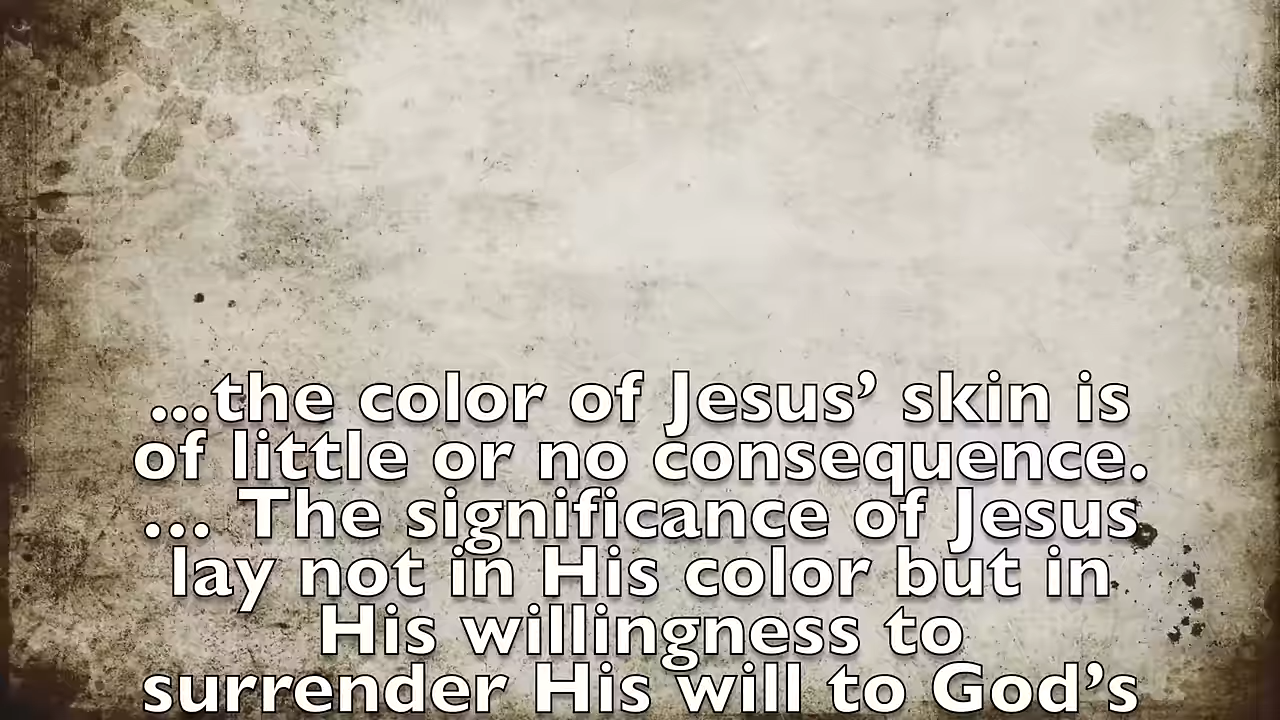 ...the color of Jesus’ skin is
of little or no consequence.
... The significance of Jesus
lay not in His color but in
His willingness to
surrender His will to God’s